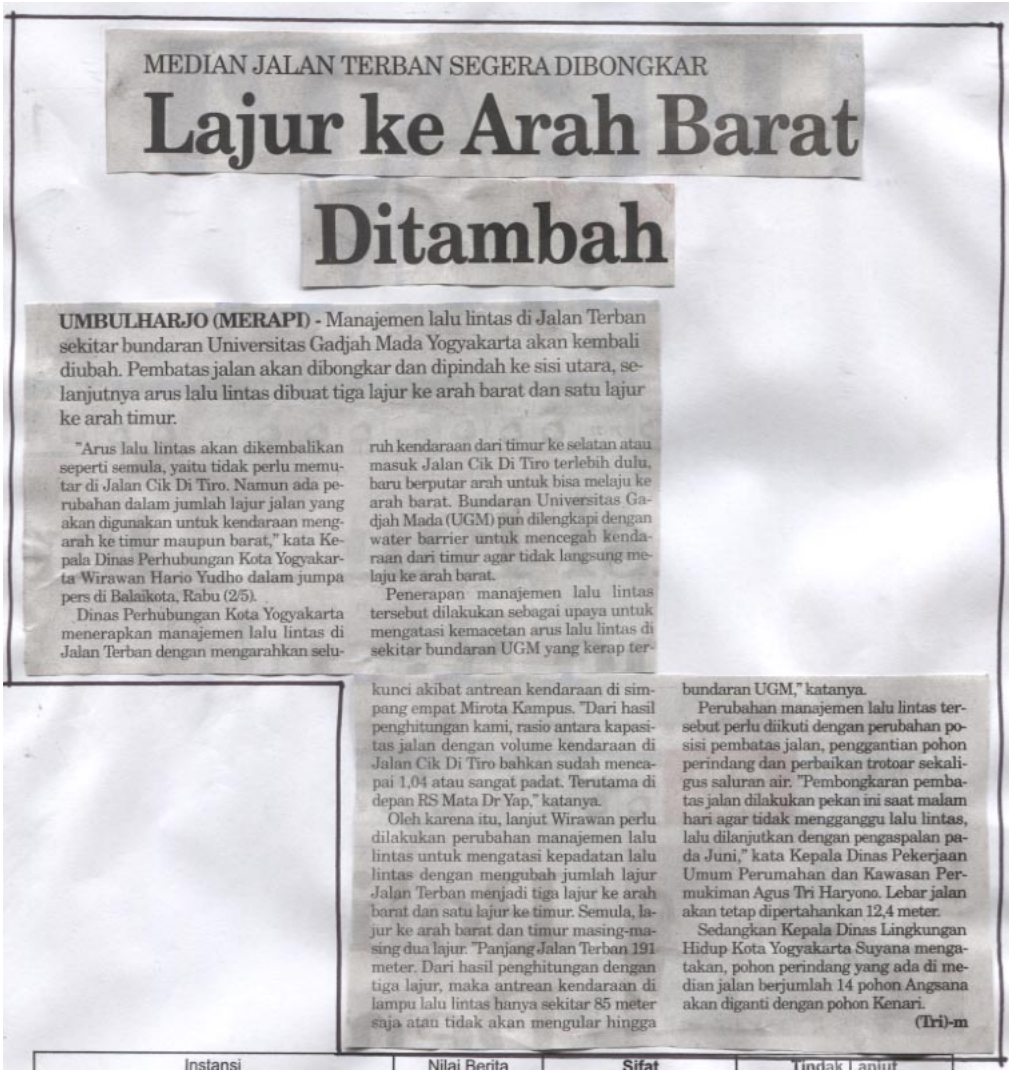 MEDIAN JALAN TERBAN SEGERA DIBONGKAR
Lajur ke Arah Barat
Ditambah
UMBULHARJO (MERAPI) - Manajemen lalu lintas di Jalan Terban
sekitar bundaran Universitas Gadjah Mada Yogyakarta akan kembali
diubah. Pembatas jalan akan dibongkar dan dipindah ke sisi utara, se-
lanjutnya arus lalu lintas dibuat tiga lajur ke arah barat dan satu lajur
ke arah timur.
"Arus lalu lintas akan dikembalikan
seperti semula, yaitu tidak perlu memu-
tar di Jalan Cik Di Tiro. Namun ada pe-
rubahan dalam jumlah lajur jalan yang
akan digunakan untuk kendaraan meng-
arah ke timur maupun barat," kata Ke-
pala Dinas Perhubungan Kota Yogyakar-
ta Wirawan Hario Yudho dalam jumpa
pers di Balaikota, Rabu (2/5).
Dinas Perhubungan Kota Yogyakarta
menerapkan manajemen lalu lintas di
Jalan Terban dengan mengarahkan selu-
ruh kendaraan dari timur ke selatan atau
masuk Jalan Cik Di Tiro terlebih dulu,
baru berputar arah untuk bisa melaju ke
arah barat. Bundaran Universitas Ga-
djah Mada (UGM) pun dilengkapi dengan
water barrier untuk mencegah kenda-
raan dari timur agar tidak langsung me-
laju ke arah barat.
Penerapan manajemen lalu lintas
tersebut dilakukan sebagai upaya untuk
mengatasi kemacetan arus lalu lintas di
sekitar bundaran UGM yang kerap ter-
kunci akibat antrean kendaraan di sim-
pang empat Mirota Kampus. "Dari hasil
penghitungan kami, rasio antara kapasi-
tas jalan dengan volume kendaraan di
Jalan Cik Di Tiro bahkan sudah menca-
pai 1,04 atau sangat padat. Terutama di
depan RS Mata Dr Yap," katanya.
Oleh karena itu, lanjut Wirawan perlu
dilakukan perubahan manajemen lalu
lintas untuk mengatasi kepadatan lalu
lintas dengan mengubah jumlah lajur
Jalan Terban menjadi tiga lajur ke arah
barat dan satu lajur ke timur. Semula, la-
jur ke arah barat dan timur masing-ma-
sing dua lajur. "Panjang Jalan Terban 191
meter. Dari hasil penghitungan dengan
tiga lajur, maka antrean kendaraan di
lampu lalu lintas hanya sekitar 85 meter
saja atau tidak akan mengular hingga
bundaran UGM," katanya.
Perubahan manajemen lalu lintas ter-
sebut perlu diikuti dengan perubahan po-
sisi pembatas jalan, penggantian pohon
perindang dan perbaikan trotoar sekali-
gus saluran air. "Pembongkaran pemba-
tas jalan dilakukan pekan ini saat malam
hari agar tidak mengganggu lalu lintas,
lalu dilanjutkan dengan pengaspalan pa-
da Juni," kata Kepala Dinas Pekerjaan
Umum Perumahan dan Kawasan Per-
mukiman Agus Tri Haryono. Lebar jalan
akan tetap dipertahankan 12,4 meter.
Sedangkan Kepala Dinas Lingkungan
Hidup Kota Yogyakarta Suyana menga-
takan, pohon perindang yang ada di me-
dian jalan berjumlah 14 pohon Angsana
akan diganti dengan pohon Kenari.
(Tri)-m
Instansi Nilai Berita Sifat Tindak Lanjut